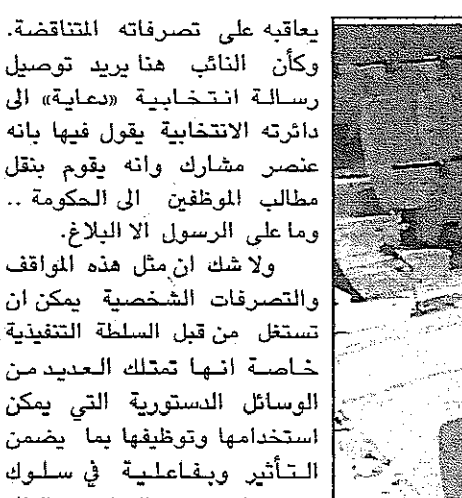 يعاقبه على تصرفاته المتناقضة.
وكأن النائب هنا يريد توصيل
رسالة انتخابية «دعاية» الى
دائرته الانتخابية يقول فيها بانه
عنصر مشارك وانه يقوم بنقل
مطالب الموظفين الى الحكومة ..
وما على الرسول الا البلاغ.
ولا شك ان مثل هذه المواقف
والتصرفات الشخصية يمكن ان
تستغل من قبل السلطة التنفيذية
خاصة انها تمتلك العديد من
الوسائل الدستورية التي يمكن
استخدامها وتوظيفها بما يضمن
التأثير وبفاعلية في سلوك